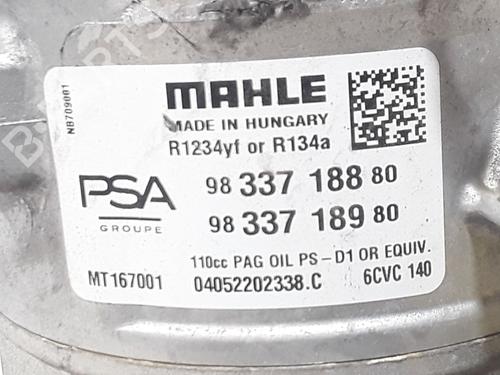 MAHLE
MADE IN HUNGARY
R1234yf or R134a
NB709001
PSA
GROUPE
98 337 188 80
98 337 189 80
110cc PAG OIL PS-D1 OR EQUIV.
MT167001 04052202338.C 6CVC 140